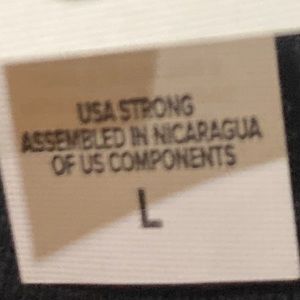 USA STRONG
ASSEMBLED IN NICARAGUA
OF US COMPONENTS
L